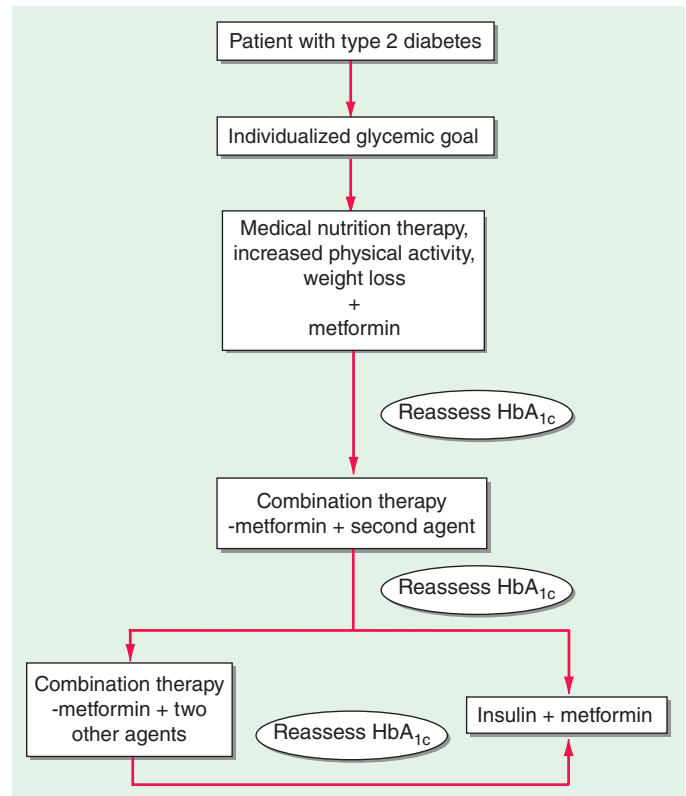 Patient with type 2 diabetes
Individualized glycemic goal
Medical nutrition therapy,
increased physical activity,
weight loss
+
metformin
Reassess HbA1c
Combination therapy
-metformin + second agent
Reassess HbA1c
Combination therapy
-metformin + two
other agents
Reassess HbA1c
Insulin + metformin